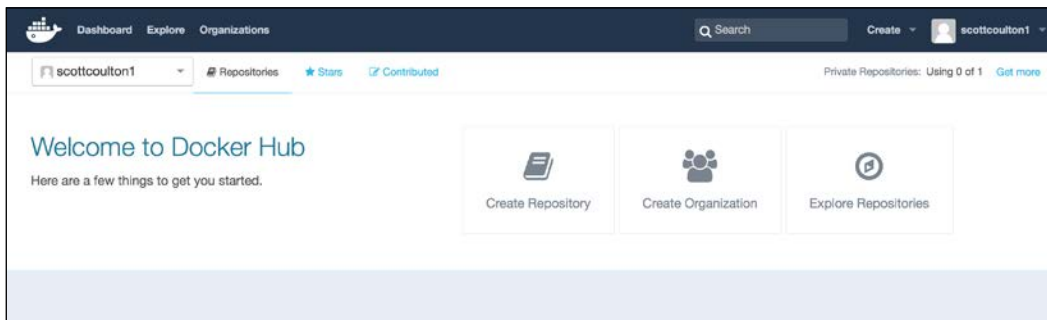 Dashboard Explore Organizations Search Create scottcoulton1
scottcoulton1 Repositories Stars Contributed Private Repositories: Using 0 of 1 Get more
Welcome to Docker Hub
Here are a few things to get you started.
Create Repository Create Organization Explore Repositories